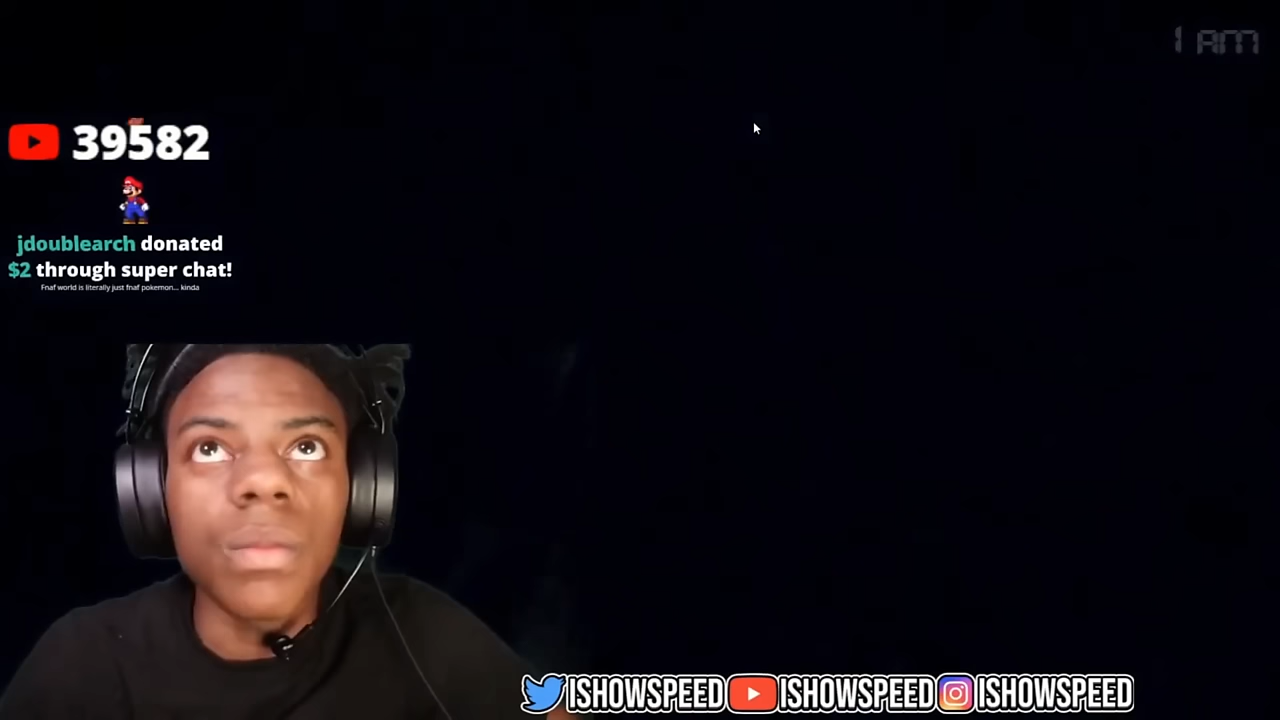 1 AM
39582
jdoublearch donated
$2 through super chat!
Fnaf world is literally just fnaf pokemon... kinda
ISHOWSPEED ISHOWSPEED ISHOWSPEED